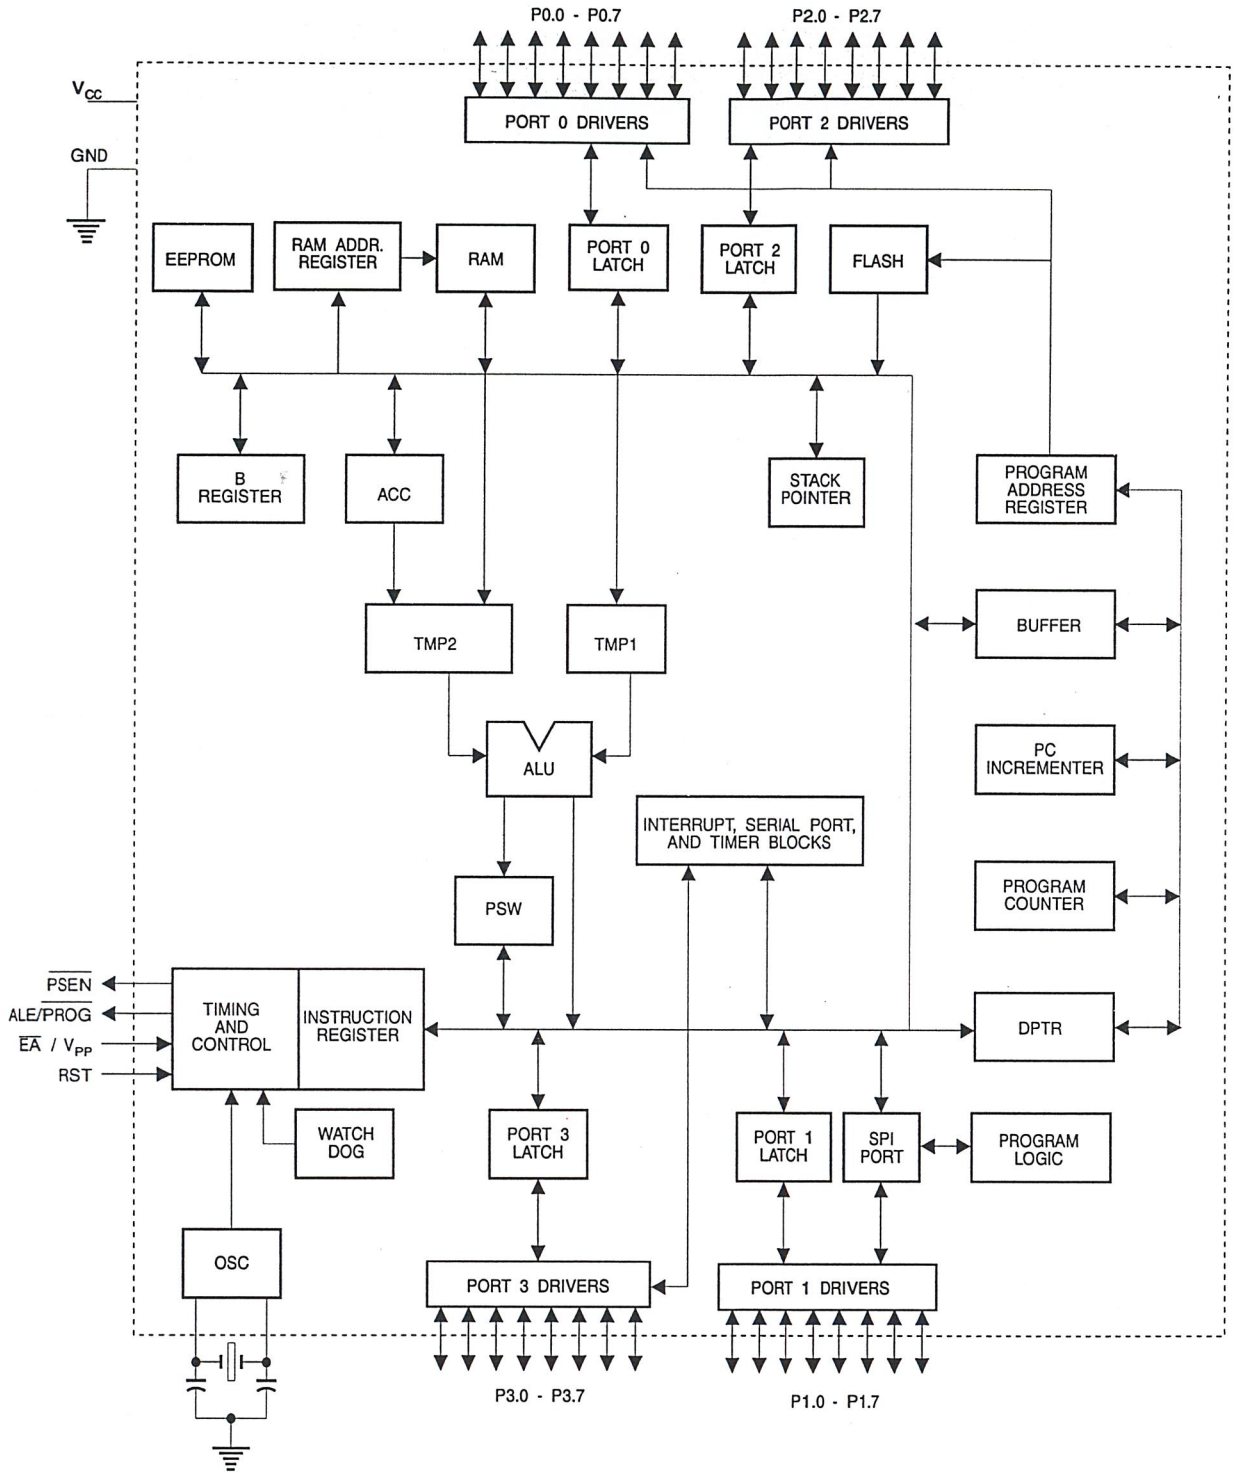 P0.0 - P0.7
P2.0 - P2.7
VCC
GND
PORT 0 DRIVERS
PORT 2 DRIVERS
EEPROM
RAM ADDR.
REGISTER
RAM
PORT 0
LATCH
PORT 2
LATCH
FLASH
B
REGISTER
ACC
STACK
POINTER
PROGRAM
ADDRESS
REGISTER
TMP2
TMP1
BUFFER
ALU
PC
INCREMENTER
INTERRUPT, SERIAL PORT,
AND TIMER BLOCKS
PSW
PROGRAM
COUNTER
PSEN
ALE/PROG
EA / VPP
RST
TIMING
AND
CONTROL
INSTRUCTION
REGISTER
DPTR
WATCH
DOG
PORT 3
LATCH
PORT 1
LATCH
SPI
PORT
PROGRAM
LOGIC
OSC
PORT 3 DRIVERS
PORT 1 DRIVERS
P3.0 - P3.7
P1.0 - P1.7